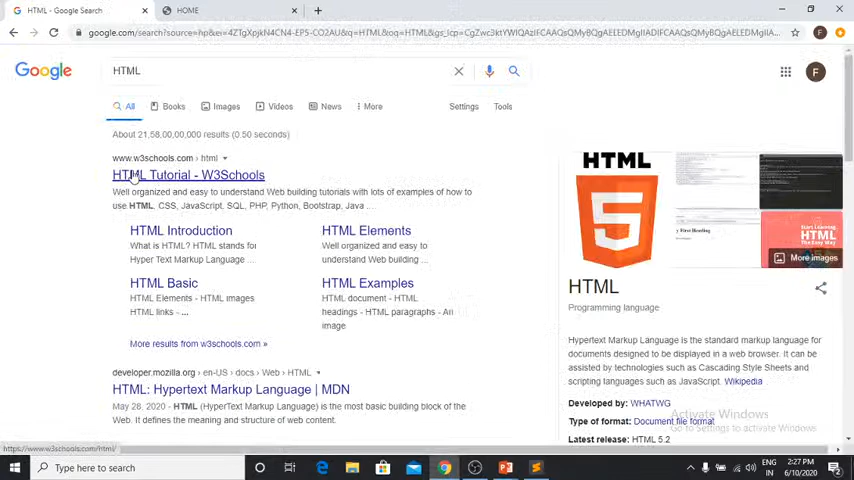 HTML - Google Search
HOME
google.com/search?source=hp&ei=4ZTgXpjkN4CN4-EPS-CO2AU&q=HTML&oq=HTML&gs_lcp=
Google
HTML
All
Books
Images
Videos
News
More
Settings
Tools
F
F
About 21,58,00,00,000 results (0.50 seconds)
www.w3schools.com › html
HTML Tutorial - W3Schools
Well organized and easy to understand Web building tutorials with lots of examples of how to
use HTML, CSS, JavaScript, SQL, PHP, Python, Bootstrap, Java ....
HTML Introduction
What is HTML? HTML stands for
Hyper Text Markup Language ...
HTML Elements
Well organized and easy to
understand Web building ...
HTML Basic
HTML Elements - HTML images
HTML links - ...
HTML Examples
HTML document - HTML
headings - HTML paragraphs - An
image
More results from w3schools.com »
developer.mozilla.org › en-US › docs › Web › HTML
HTML: Hypertext Markup Language | MDN
May 28, 2020 - HTML (HyperText Markup Language) is the most basic building block of the
Web. It defines the meaning and structure of web content.
HTML
5
Start Learning
HTML
The Easy Way
More images
HTML
Programming language
Hypertext Markup Language is the standard markup language for
documents designed to be displayed in a web browser. It can be
assisted by technologies such as Cascading Style Sheets and
scripting languages such as JavaScript. Wikipedia
Developed by: WHATWG
Type of format: Document file format
Latest release: HTML 5.2
Activate Windows
Go to Settings to activate Windows.
https://www.w3schools.com/html/
Type here to search
ENG
IN
2:27 PM
6/10/2020